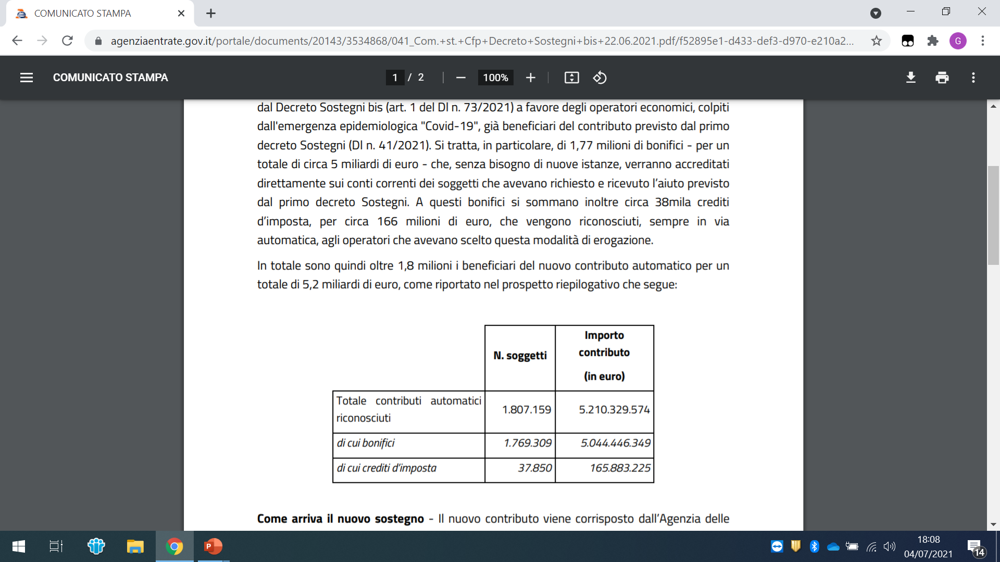 COMUNICATO STAMPA
agenziaentrate.gov.it/portale/documents/20143/3534868/041_Com.+st.+Cfp+Decreto+Sostegni+bis+22.06.2021.pdf/f52895e1-d433-def3-d970-e210a2...
G
COMUNICATO STAMPA
1 / 2
100%
dal Decreto Sostegni bis (art. 1 del Dl n. 73/2021) a favore degli operatori economici, colpiti
dall'emergenza epidemiologica "Covid-19", già beneficiari del contributo previsto dal primo
decreto Sostegni (Dl n. 41/2021). Si tratta, in particolare, di 1,77 milioni di bonifici - per un
totale di circa 5 miliardi di euro - che, senza bisogno di nuove istanze, verranno accreditati
direttamente sui conti correnti dei soggetti che avevano richiesto e ricevuto l’aiuto previsto
dal primo decreto Sostegni. A questi bonifici si sommano inoltre circa 38mila crediti
d’imposta, per circa 166 milioni di euro, che vengono riconosciuti, sempre in via
automatica, agli operatori che avevano scelto questa modalità di erogazione.
In totale sono quindi oltre 1,8 milioni i beneficiari del nuovo contributo automatico per un
totale di 5,2 miliardi di euro, come riportato nel prospetto riepilogativo che segue:
N. soggetti
Importo
contributo
(in euro)
Totale contributi automatici
riconosciuti
1.807.159
5.210.329.574
di cui bonifici
1.769.309
5.044.446.349
di cui crediti d’imposta
37.850
165.883.225
Come arriva il nuovo sostegno - Il nuovo contributo viene corrisposto dall’Agenzia delle
P
18:08
04/07/2021
14